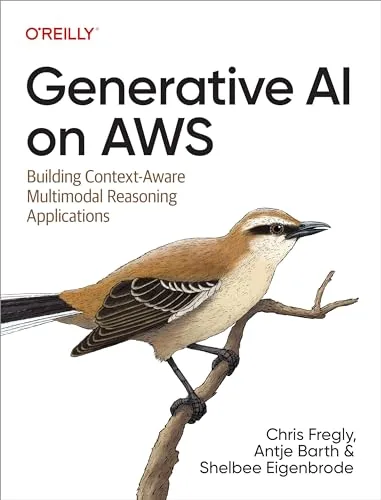 O'REILLY®
Generative AI
on AWS
Building Context-Aware
Multimodal Reasoning
Applications
Chris Fregly,
Antje Barth &
Shelbee Eigenbrode